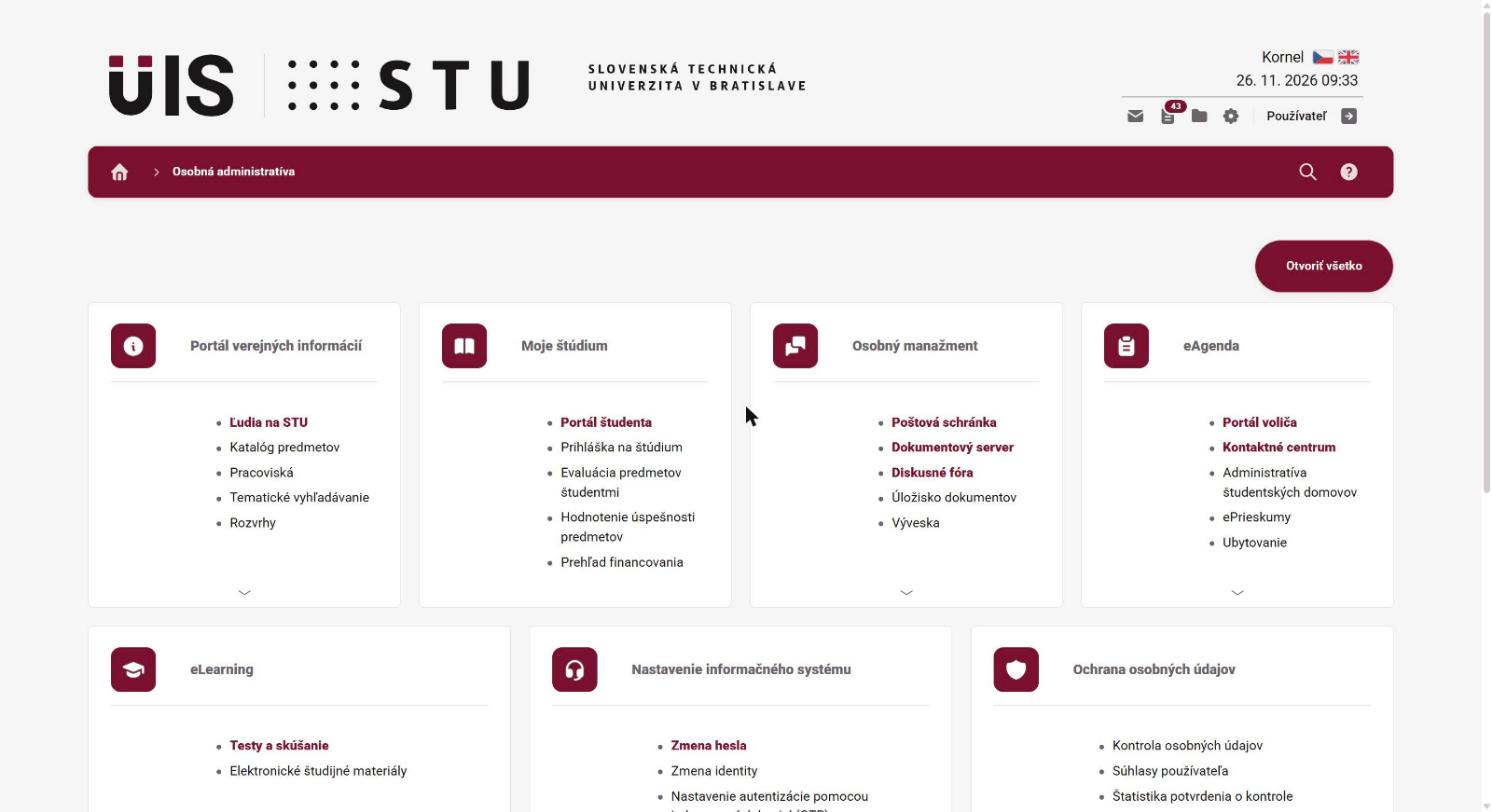 ÜIS
STU
SLOVENSKÁ TECHNICKÁ
UNIVERZITA V BRATISLAVE
Kornel
26. 11. 2026 09:33
43
Používateľ
Osobná administratíva
Otvoriť všetko
Portál verejných informácií
Ľudia na STU
Katalóg predmetov
Pracoviská
Tematické vyhľadávanie
Rozvrhy
Moje štúdium
Portál študenta
Prihláška na štúdium
Evaluácia predmetov
študentmi
Hodnotenie úspešnosti
predmetov
Prehľad financovania
Osobný manažment
Poštová schránka
Dokumentový server
Diskusné fóra
Úložisko dokumentov
Výveska
eAgenda
Portál voliča
Kontaktné centrum
Administratíva
študentských domovov
ePrieskumy
Ubytovanie
eLearning
Testy a skúšanie
Elektronické študijné materiály
Nastavenie informačného systému
Zmena hesla
Zmena identity
Nastavenie autentizácie pomocou
Ochrana osobných údajov
Kontrola osobných údajov
Súhlasy používateľa
Štatistika potvrdenia o kontrole